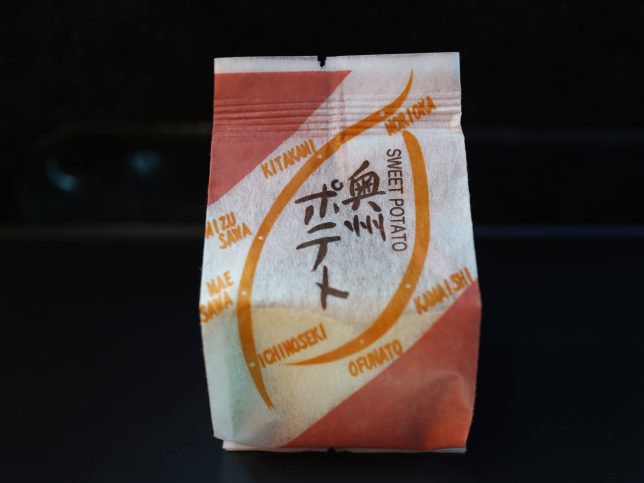 MORIOKA
KITAKAMI
SWEET POTATO
奥州
ポテト
MIZU
SAWA
MAE
SAWA
KAMAISHI
ICHINOSEKI
OFUNATO